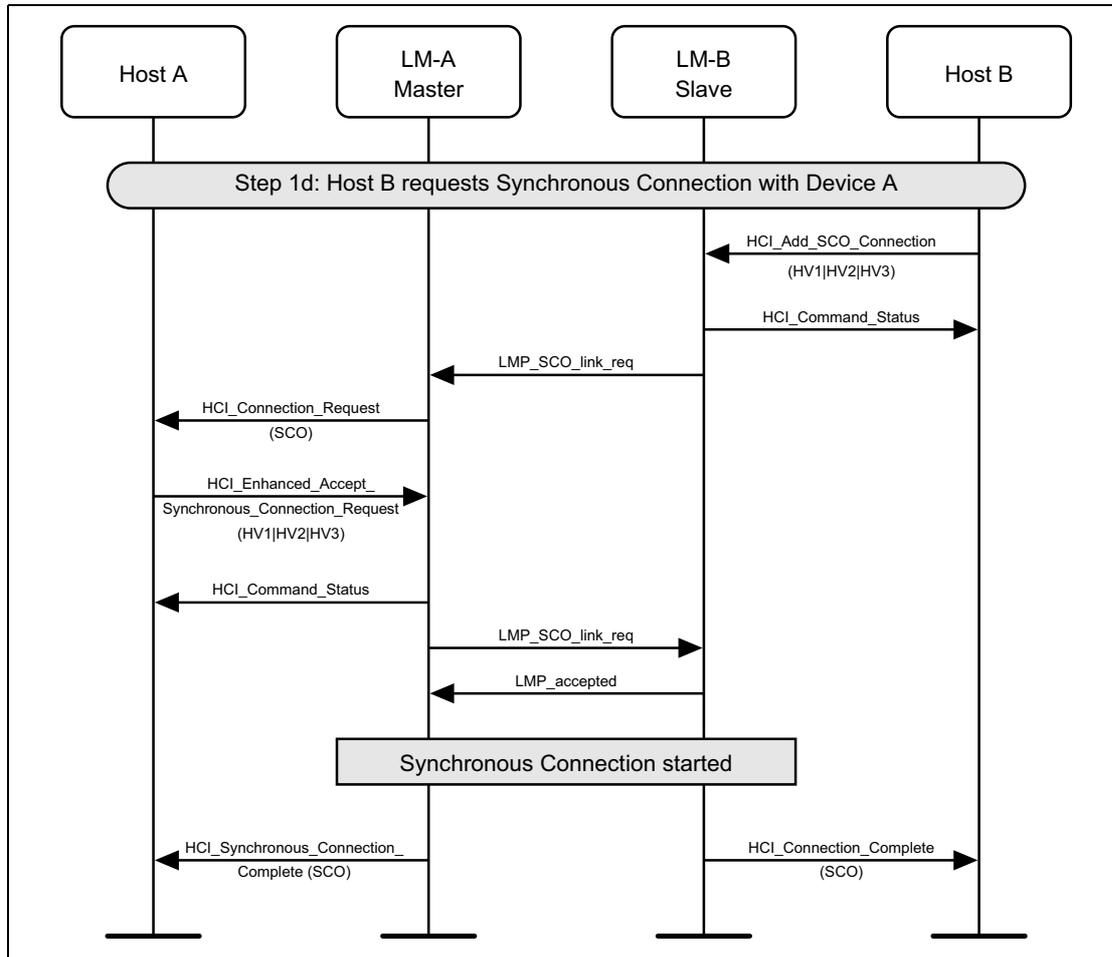 Host A
LM-A
Master
LM-B
Slave
Host B
Step 1d: Host B requests Synchronous Connection with Device A
HCI_Add_SCO_Connection
(HV1|HV2|HV3)
HCI_Command_Status
LMP_SCO_link_req
HCI_Connection_Request
(SCO)
HCI_Enhanced_Accept_
Synchronous_Connection_Request
(HV1|HV2|HV3)
HCI_Command_Status
LMP_SCO_link_req
LMP_accepted
Synchronous Connection started
HCI_Synchronous_Connection_
Complete (SCO)
HCI_Connection_Complete
(SCO)